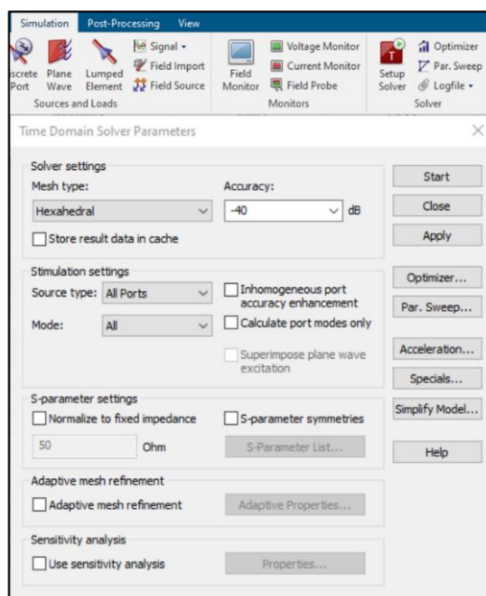 Simulation Post-Processing View
iscrete Port Plane Wave Lumped Element Signal Field Import Field Source Field Monitor Voltage Monitor Current Monitor Field Probe Setup Solver Optimizer Par. Sweep Logfile
Sources and Loads Monitors Solver
Time Domain Solver Parameters
Solver settings
Mesh type: Accuracy:
Hexahedral -40 dB
Store result data in cache
Start
Close
Apply
Stimulation settings
Source type: All Ports Inhomogeneous port accuracy enhancement
Mode: All Calculate port modes only
Superimpose plane wave excitation
Optimizer...
Par. Sweep...
Acceleration...
Specials...
Simplify Model...
Help
S-parameter settings
Normalize to fixed impedance S-parameter symmetries
50 Ohm S-Parameter List...
Adaptive mesh refinement
Adaptive mesh refinement Adaptive Properties...
Sensitivity analysis
Use sensitivity analysis Properties...